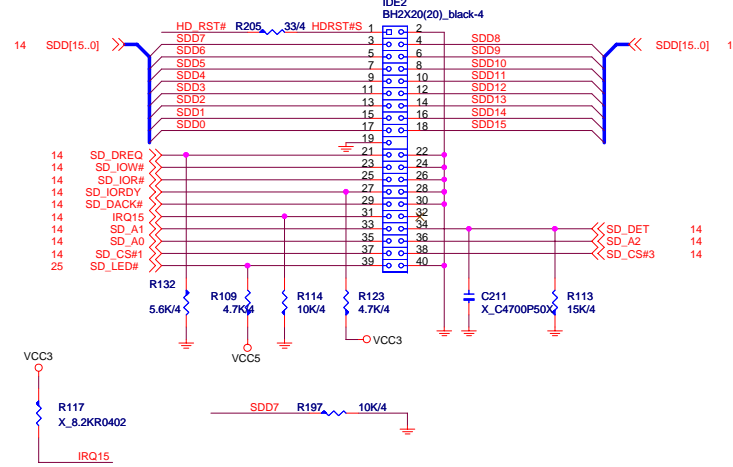 IDE2
BH2X20(20)_black-4
HD_RST# R205 33/4 HDRST#S 1 2
14 SDD[15..0] SDD7 3 4 SDD8 SDD[15..0] 1
SDD6 5 6 SDD9
SDD5 7 8 SDD10
SDD4 9 10 SDD11
SDD3 11 12 SDD12
SDD2 13 14 SDD13
SDD1 15 16 SDD14
SDD0 17 18 SDD15
19
14 SD_DREQ 21 22
14 SD_IOW# 23 24
14 SD_IOR# 25 26
14 SD_IORDY 27 28
14 SD_DACK# 29 30
14 IRQ15 31 32
14 SD_A1 33 34 SD_DET 14
14 SD_A0 35 36 SD_A2 14
14 SD_CS#1 37 38 SD_CS#3 14
25 SD_LED# 39 40
R132 R109 R114 R123 C211 R113
5.6K/4 4.7K/4 10K/4 4.7K/4 X_C4700P50X 15K/4
VCC5 VCC3
VCC3
R117
X_8.2KR0402
IRQ15
SDD7 R197 10K/4